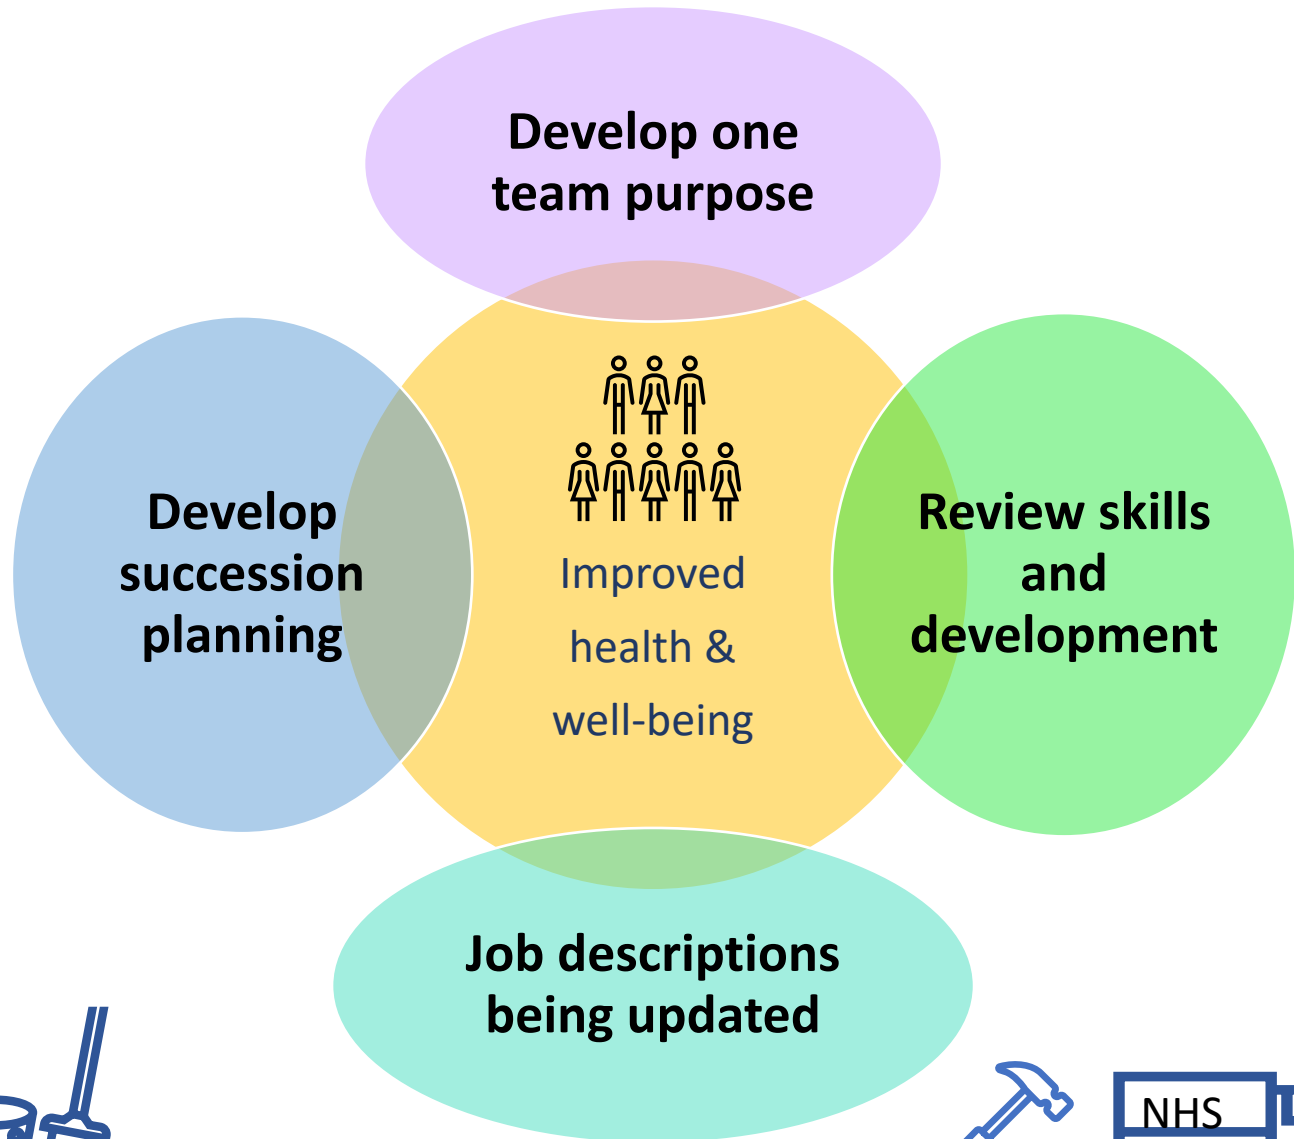 Develop one
team purpose
Develop
succession
planning
Improved
health &
well-being
Review skills
and
development
Job descriptions
being updated
NHS